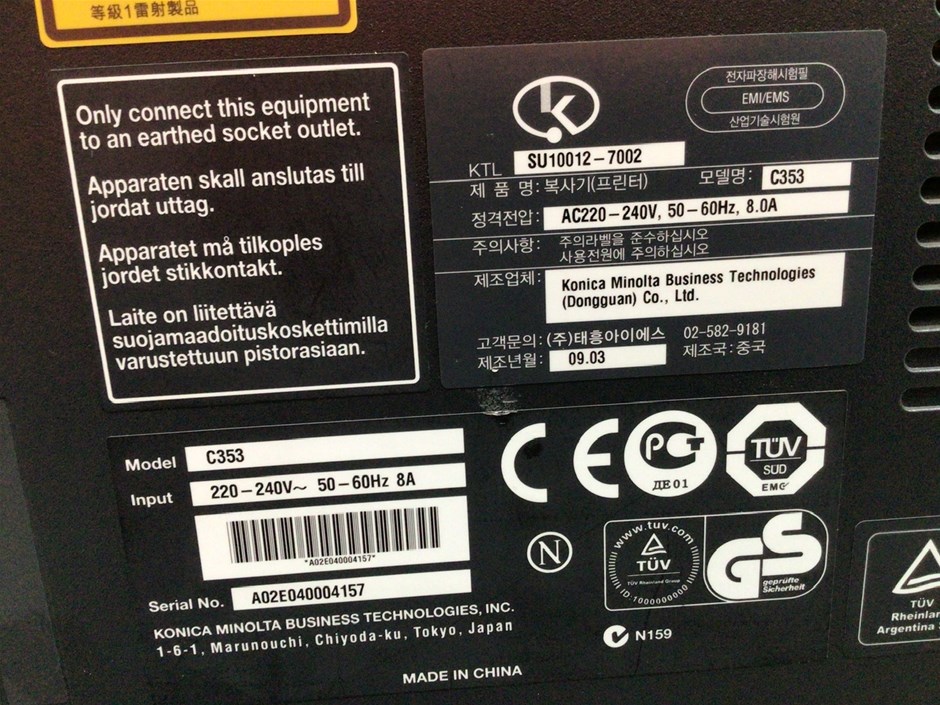 等級1雷射製品
Only connect this equipment
to an earthed socket outlet.
Apparaten skall anslutas till
jordat uttag.
Apparatet må tilkoples
jordet stikkontakt.
Laite on liitettävä
suojamaadoituskoskettimilla
varustettuun pistorasiaan.
전자파장해시험필
EMI/EMS
산업기술시험원
k
KTL SU10012-7002
제 품 명: 복사기(프린터) 모델명: C353
정격전압: AC220-240V, 50-60Hz, 8.0A
주의사항: 주의라벨을 준수하십시오
사용전원에 주의하십시오
제조업체: Konica Minolta Business Technologies
(Dongguan) Co., Ltd.
고객문의: (주)태흥아이에스 02-582-9181
제조년월: 09.03 제조국: 중국
Model C353
Input 220-240V~ 50-60Hz 8A
*A02E040004157*
Serial No. A02E040004157
KONICA MINOLTA BUSINESS TECHNOLOGIES, INC.
1-6-1, Marunouchi, Chiyoda-ku, Tokyo, Japan
MADE IN CHINA
CE
РСТ
ДЕ01
TÜV
SUD
EMC
N
www.tuv.com
TÜV
TÜV Rheinland Group
ID:1000000000
GS
geprüfte
Sicherheit
N159
TÜV
Rheinlan
Argentina